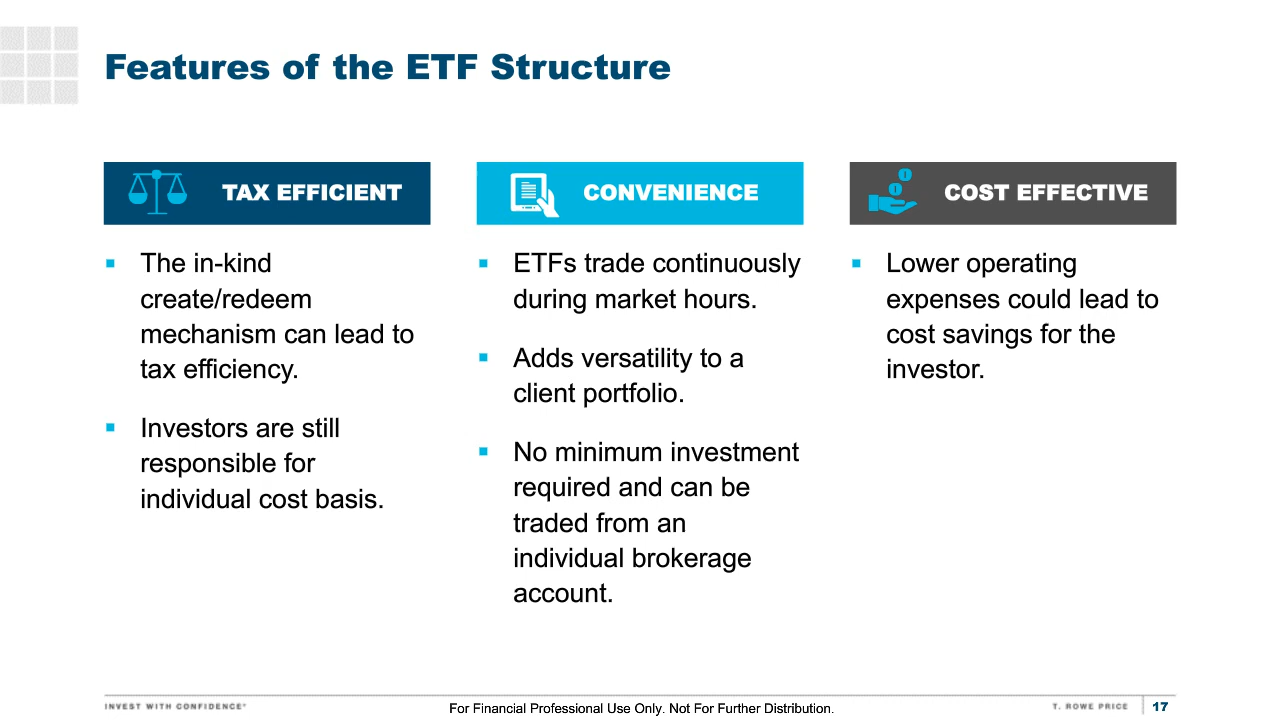 Features of the ETF Structure
TAX EFFICIENT
The in-kind
create/redeem
mechanism can lead to
tax efficiency.
Investors are still
responsible for
individual cost basis.
CONVENIENCE
ETFs trade continuously
during market hours.
Adds versatility to a
client portfolio.
No minimum investment
required and can be
traded from an
individual brokerage
account.
COST EFFECTIVE
Lower operating
expenses could lead to
cost savings for the
investor.
INVEST WITH CONFIDENCE®
For Financial Professional Use Only. Not For Further Distribution.
T. ROWE PRICE
17